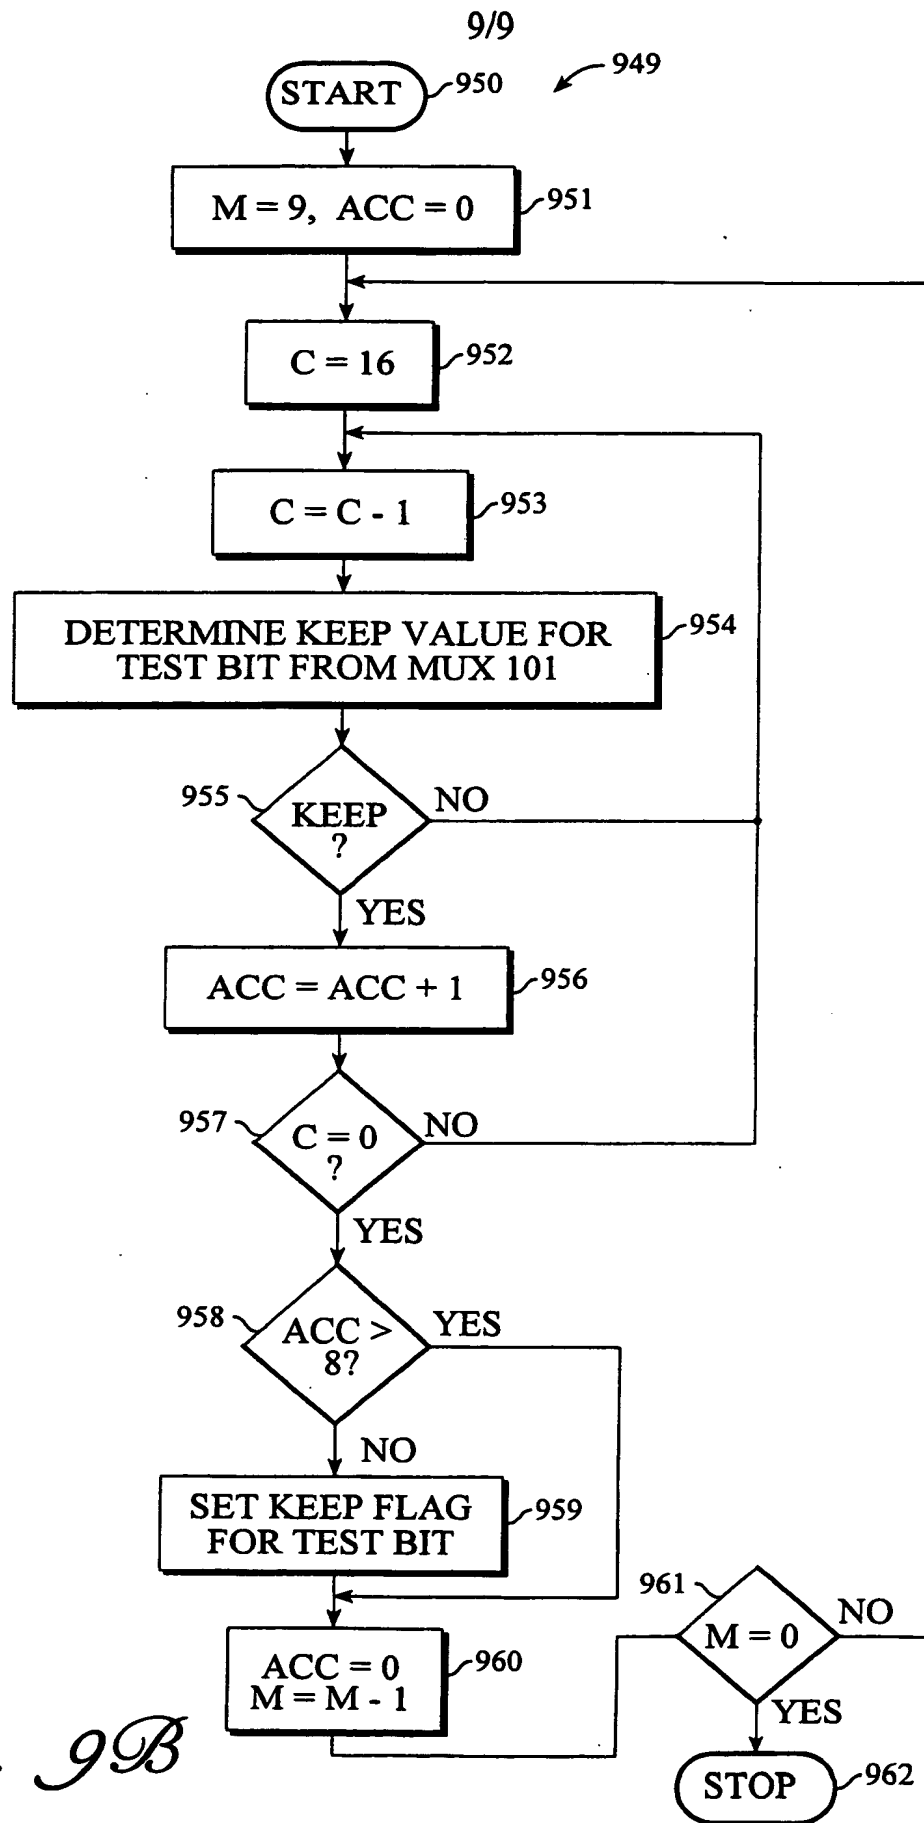 9/9
949
START
950
M = 9, ACC = 0
951
C = 16
952
C = C - 1
953
DETERMINE KEEP VALUE FOR
TEST BIT FROM MUX 101
954
955
KEEP
?
NO
YES
ACC = ACC + 1
956
957
C = 0
?
NO
YES
958
ACC >
8?
YES
NO
SET KEEP FLAG
FOR TEST BIT
959
ACC = 0
M = M - 1
960
961
M = 0
NO
YES
STOP
962
9B